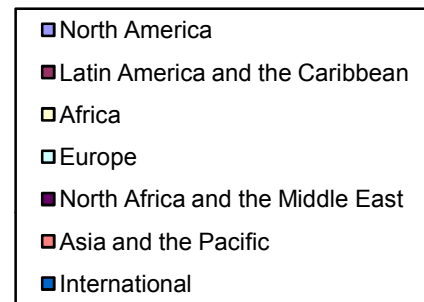 North America
Latin America and the Caribbean
Africa
Europe
North Africa and the Middle East
Asia and the Pacific
International